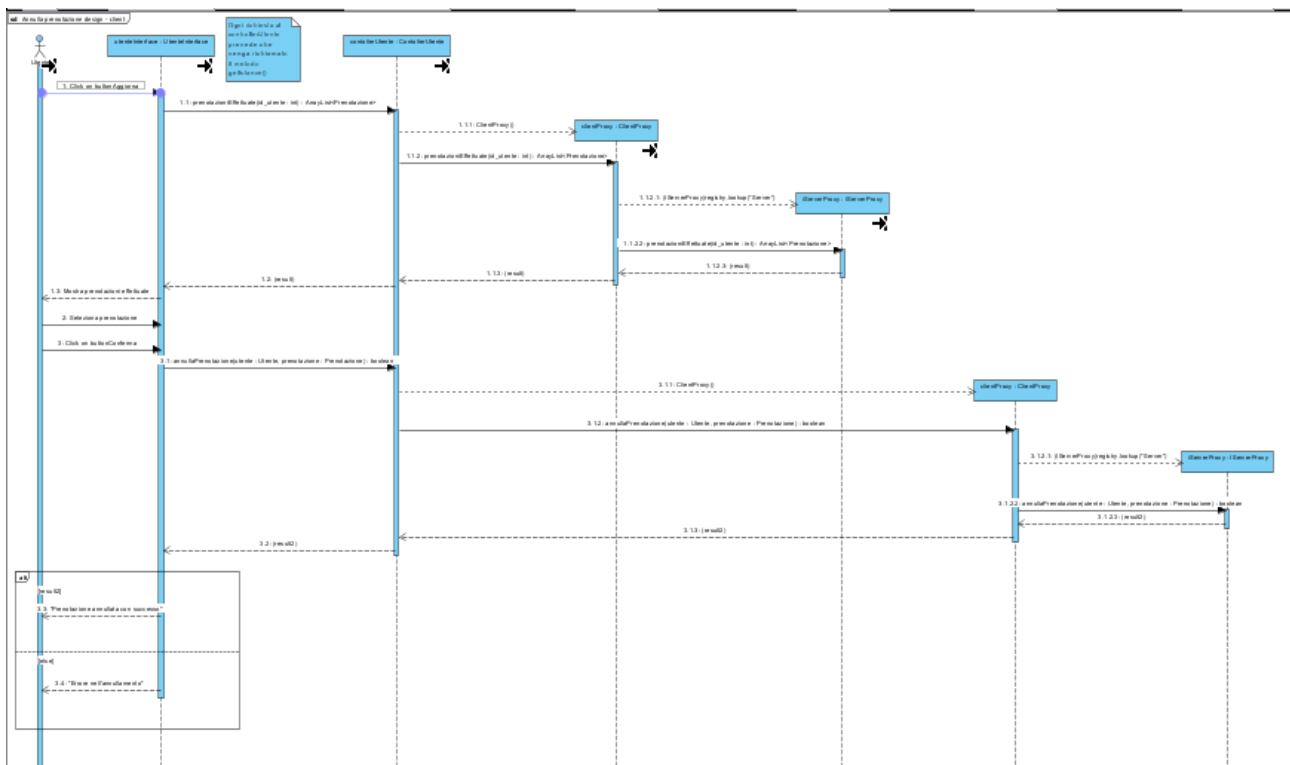 sd Annulla prenotazione design - client
Utente
utenteInterface : UtenteInterface
Ogni richiesta al
controllerUtente
prevede che
venga richiamato
il metodo
getIstance()
controllerUtente : ControllerUtente
1: Click on buttonAggiorna
1.1: prenotazioniEffettuate(id_utente : int) : ArrayList<Prenotazione>
1.1.1: ClientProxy()
clientProxy : ClientProxy
1.1.2: prenotazioniEffettuate(id_utente : int) : ArrayList<Prenotazione>
1.1.2.1: (IServerProxy)registry.lookup("Server")
iServerProxy : IServerProxy
1.1.2.2: prenotazioniEffettuate(id_utente : int) : ArrayList<Prenotazione>
1.1.2.3: (result)
1.1.3: (result)
1.2: (result)
1.3: Mostra prenotazioni effettuate
2: Seleziona prenotazione
3: Click on buttonConferma
3.1: annullaPrenotazione(utente : Utente, prenotazione : Prenotazione) : boolean
3.1.1: ClientProxy()
clientProxy : ClientProxy
3.1.2: annullaPrenotazione(utente : Utente, prenotazione : Prenotazione) : boolean
3.1.2.1: (IServerProxy)registry.lookup("Server")
iServerProxy : IServerProxy
3.1.2.2: annullaPrenotazione(utente : Utente, prenotazione : Prenotazione) : boolean
3.1.2.3: (result2)
3.1.3: (result2)
3.2: (result2)
alt
[result2]
3.3: "Prenotazione annullata con successo"
[else]
3.4: "Errore nell'annullamento"